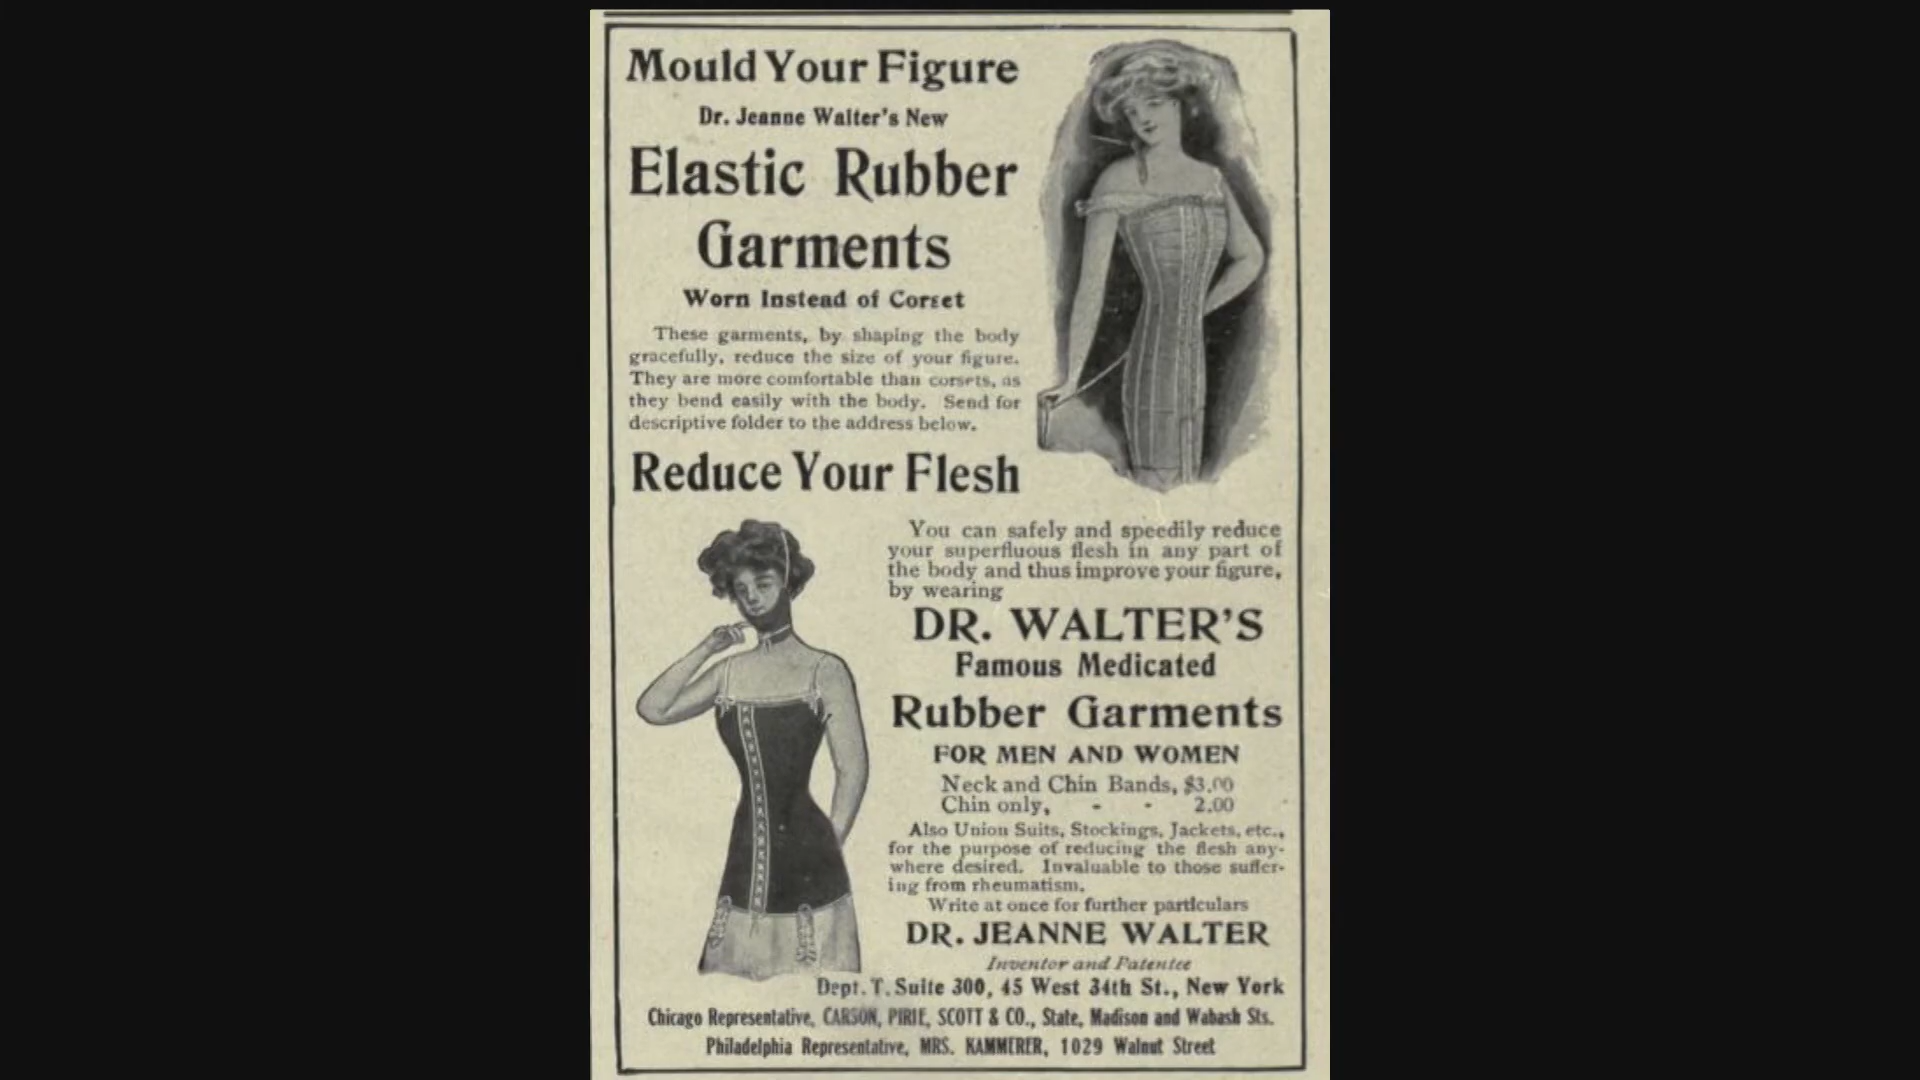 Mould Your Figure
Dr. Jeanne Walter's New
Elastic Rubber
Garments
Worn Instead of Corset
These garments, by shaping the body
gracefully, reduce the size of your figure.
They are more comfortable than corsets, as
they bend easily with the body. Send for
descriptive folder to the address below.
Reduce Your Flesh
You can safely and speedily reduce
your superfluous flesh in any part of
the body and thus improve your figure,
by wearing
DR. WALTER'S
Famous Medicated
Rubber Garments
FOR MEN AND WOMEN
Neck and Chin Bands, $3.00
Chin only, - - 2.00
Also Union Suits, Stockings, Jackets, etc.,
for the purpose of reducing the flesh any-
where desired. Invaluable to those suffer-
ing from rheumatism.
Write at once for further particulars
DR. JEANNE WALTER
Inventor and Patentee
Dept. T. Suite 300, 45 West 34th St., New York
Chicago Representative, CARSON, PIRIE, SCOTT & CO., State, Madison and Wabash Sts.
Philadelphia Representative, MRS. KAMMERER, 1029 Walnut Street